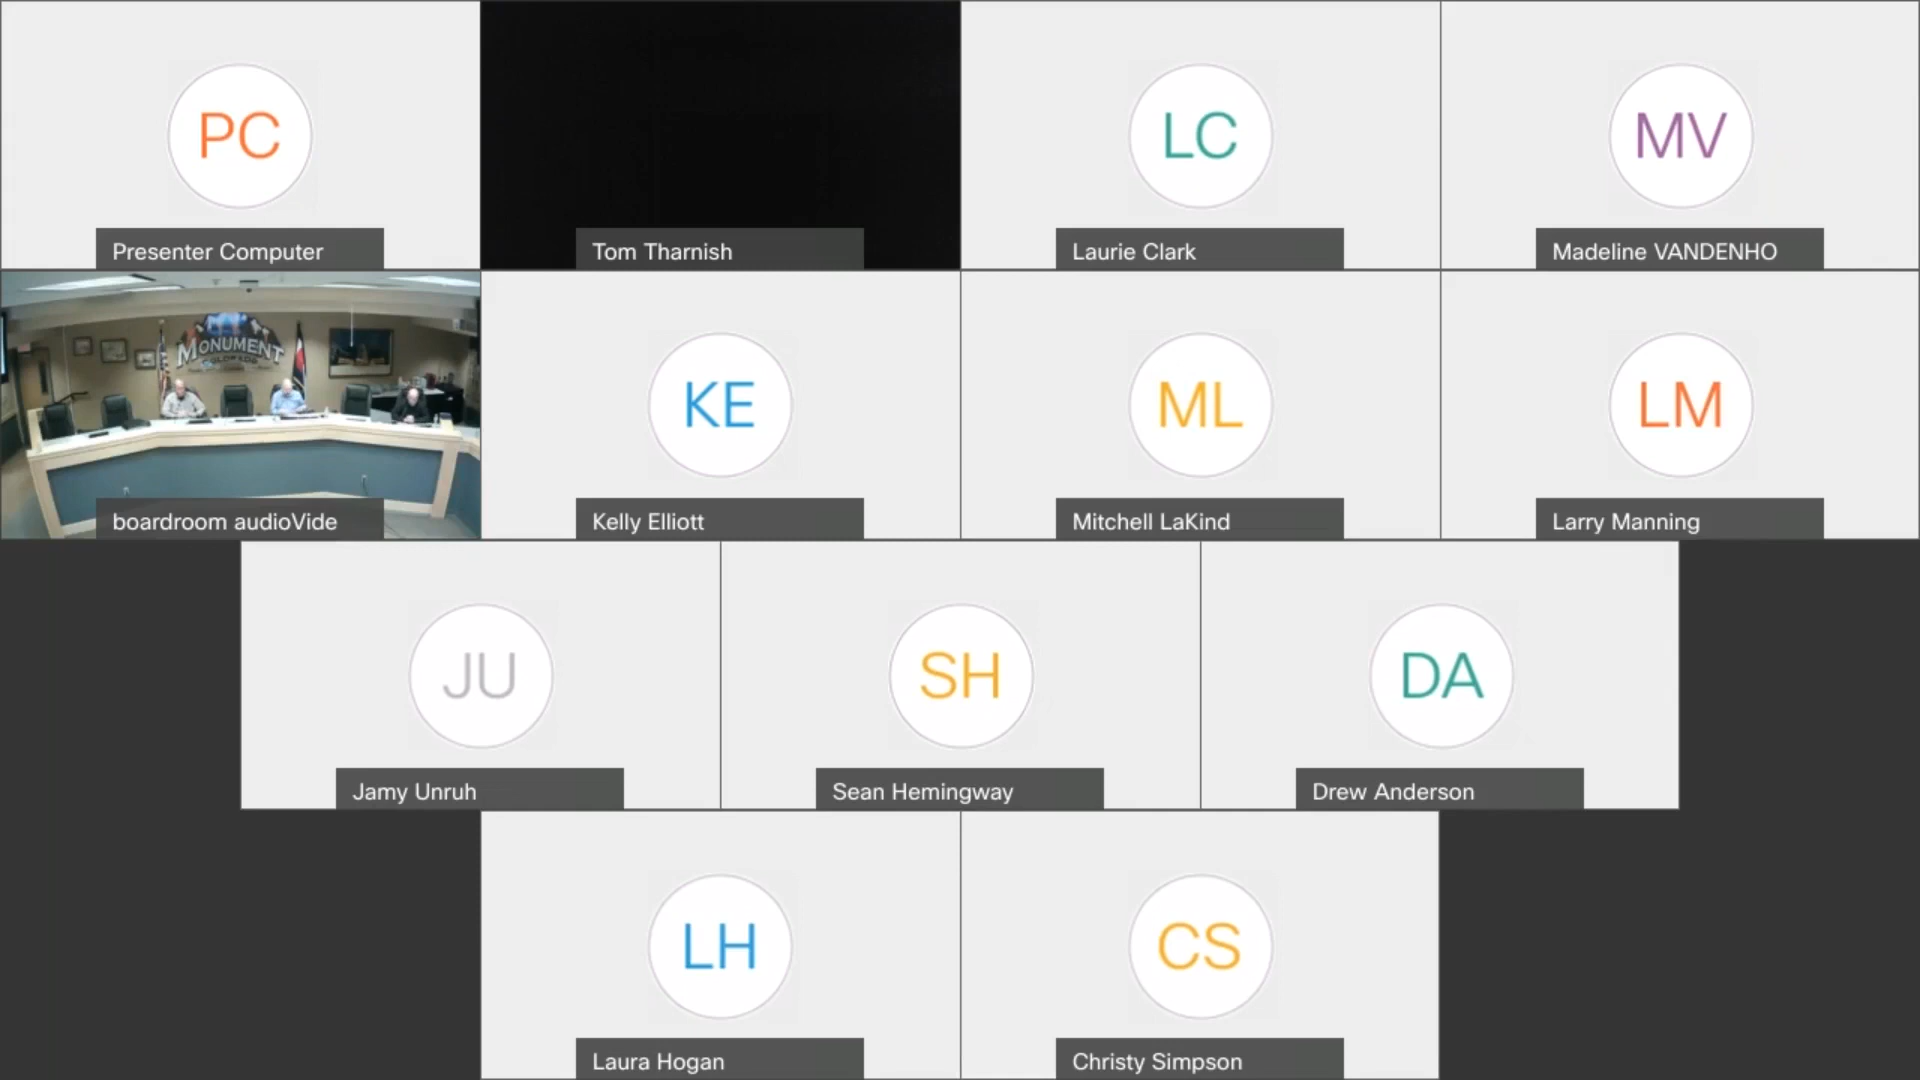 PC
Presenter Computer
Tom Tharnish
LC
Laurie Clark
MV
Madeline VANDENHO
MONUMENT
COLORADO
boardroom audioVide
KE
Kelly Elliott
ML
Mitchell LaKind
LM
Larry Manning
JU
Jamy Unruh
SH
Sean Hemingway
DA
Drew Anderson
LH
Laura Hogan
CS
Christy Simpson